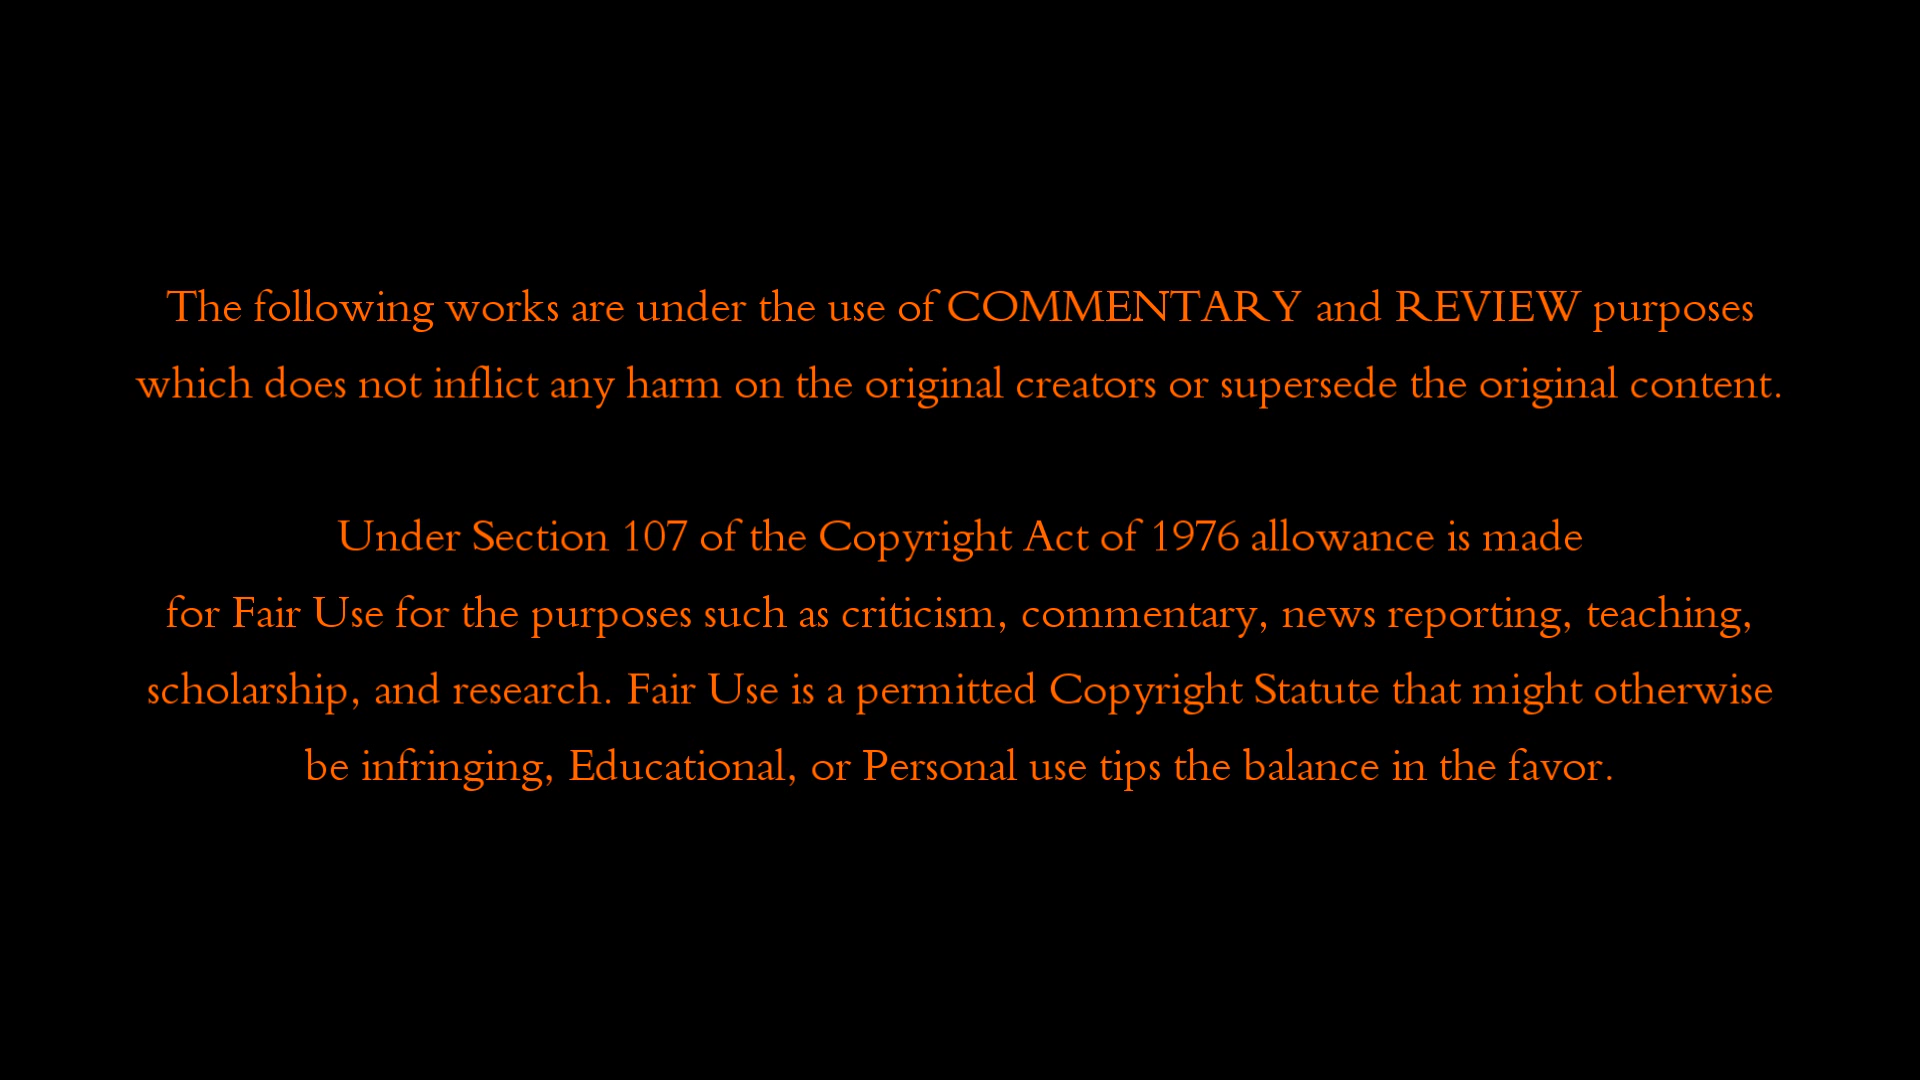 The following works are under the use of COMMENTARY and REVIEW purposes
which does not inflict any harm on the original creators or supersede the original content.
Under Section 107 of the Copyright Act of 1976 allowance is made
for Fair Use for the purposes such as criticism, commentary, news reporting, teaching,
scholarship, and research. Fair Use is a permitted Copyright Statute that might otherwise
be infringing, Educational, or Personal use tips the balance in the favor.